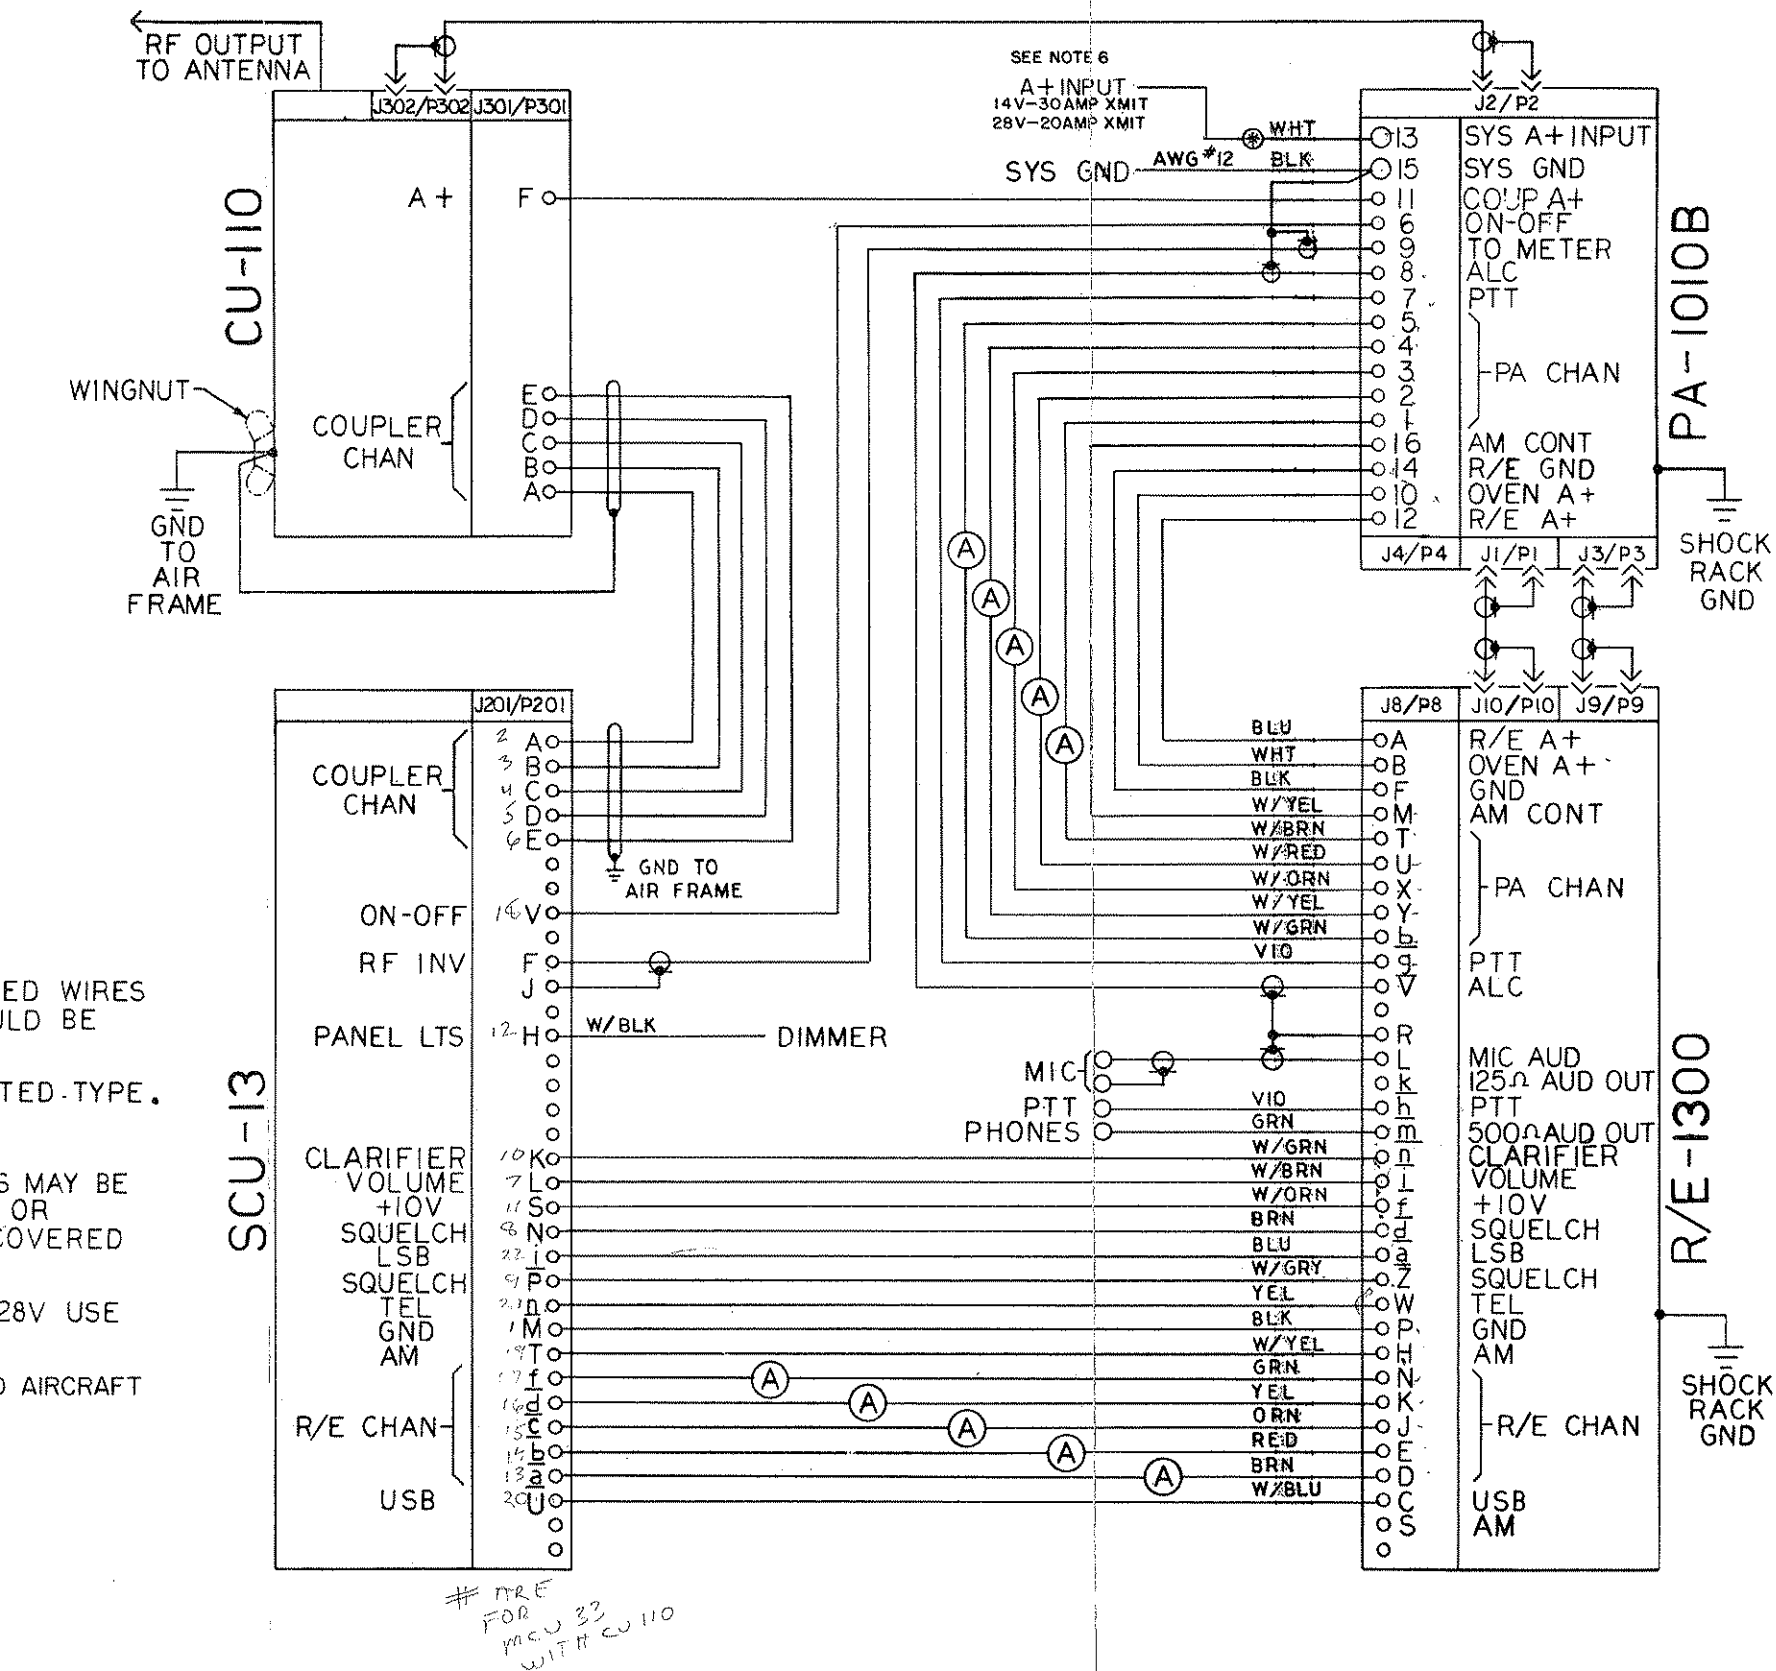 RF OUTPUT
TO ANTENNA
J302/P302 J301/P301
CU-110
A+ F
WINGNUT
COUPLER
CHAN
E
D
C
B
A
GND
TO
AIR
FRAME
SEE NOTE 6
A+ INPUT
14V-30AMP XMIT
28V-20AMP XMIT
WHT
SYS GND AWG #12 BLK
J2/P2
13 SYS A+ INPUT
15 SYS GND
11 COUP A+
6 ON-OFF
9 TO METER
8 ALC
7 PTT
5
4
3 PA CHAN
2
1
16 AM CONT
14 R/E GND
10 OVEN A+
12 R/E A+
J4/P4 J1/P1 J3/P3
PA-1010B
SHOCK
RACK
GND
A
A
A
A
A
J201/P201
SCU-13
COUPLER
CHAN
2 A
3 B
4 C
5 D
6 E
GND TO
AIR FRAME
ON-OFF 18 V
RF INV F
J
PANEL LTS 12 H W/BLK DIMMER
CLARIFIER 10 K
VOLUME 7 L
+10V 11 S
SQUELCH 8 N
LSB 22 i
SQUELCH 9 P
TEL 21 n
GND 1 M
AM 19 T
R/E CHAN
17 f
16 d
15 c
14 b
13 a
USB 20 U
A
A
A
A
A
J8/P8 J10/P10 J9/P9
BLU A R/E A+
WHT B OVEN A+
BLK F GND
W/YEL M AM CONT
W/BRN T
W/RED U
W/ORN X PA CHAN
W/YEL Y
W/GRN b
VIO g PTT
V ALC
R
MIC L MIC AUD
k 125Ω AUD OUT
PTT VIO h PTT
PHONES GRN m 500Ω AUD OUT
W/GRN n CLARIFIER
W/BRN i VOLUME
W/ORN f +10V
BRN d SQUELCH
BLU a LSB
W/GRY Z SQUELCH
YEL W TEL
BLK P GND
W/YEL H AM
GRN N
YEL K
ORN J R/E CHAN
RED E
BRN D
W/BLU C USB
S AM
R/E-1300
SHOCK
RACK
GND
ED WIRES
LD BE
TED TYPE.
S MAY BE
OR
COVERED
28V USE
AIRCRAFT
# ARE
FOR
MCU 33
WITH CU 110